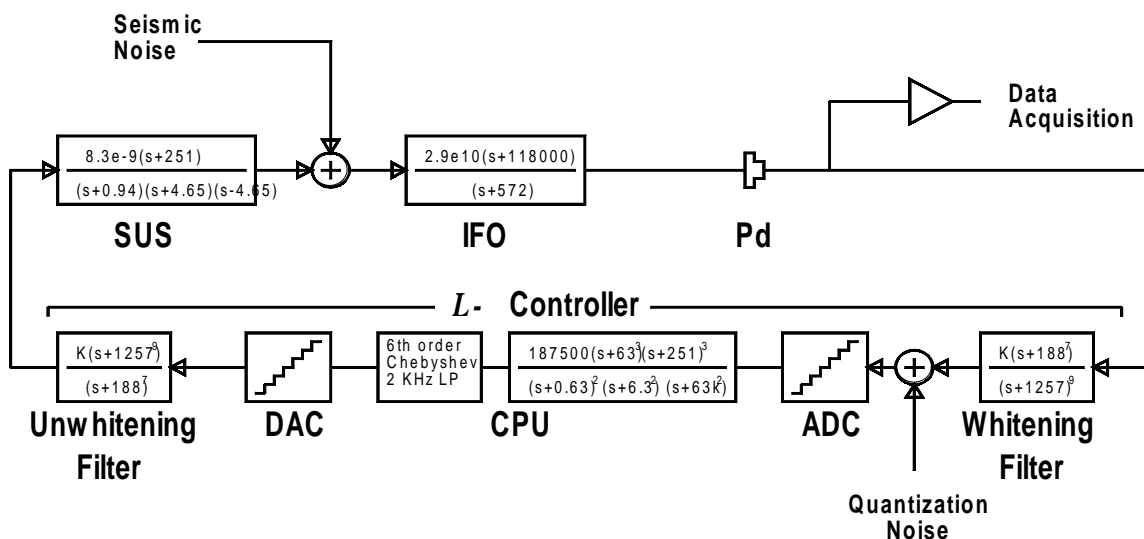 Seismic
Noise
Data
Acquisition
8.3e-9(s+251)
(s+0.94)(s+4.65)(s-4.65)
2.9e10(s+118000)
(s+572)
SUS
IFO
Pd
L- Controller
K(s+1257)⁹
(s+188)⁷
6th order
Chebyshev
2 KHz LP
187500(s+63)³(s+251)³
(s+0.63)²(s+6.3)²(s+63k)²
K(s+188)⁷
(s+1257)⁹
Unwhitening
Filter
DAC
CPU
ADC
Whitening
Filter
Quantization
Noise